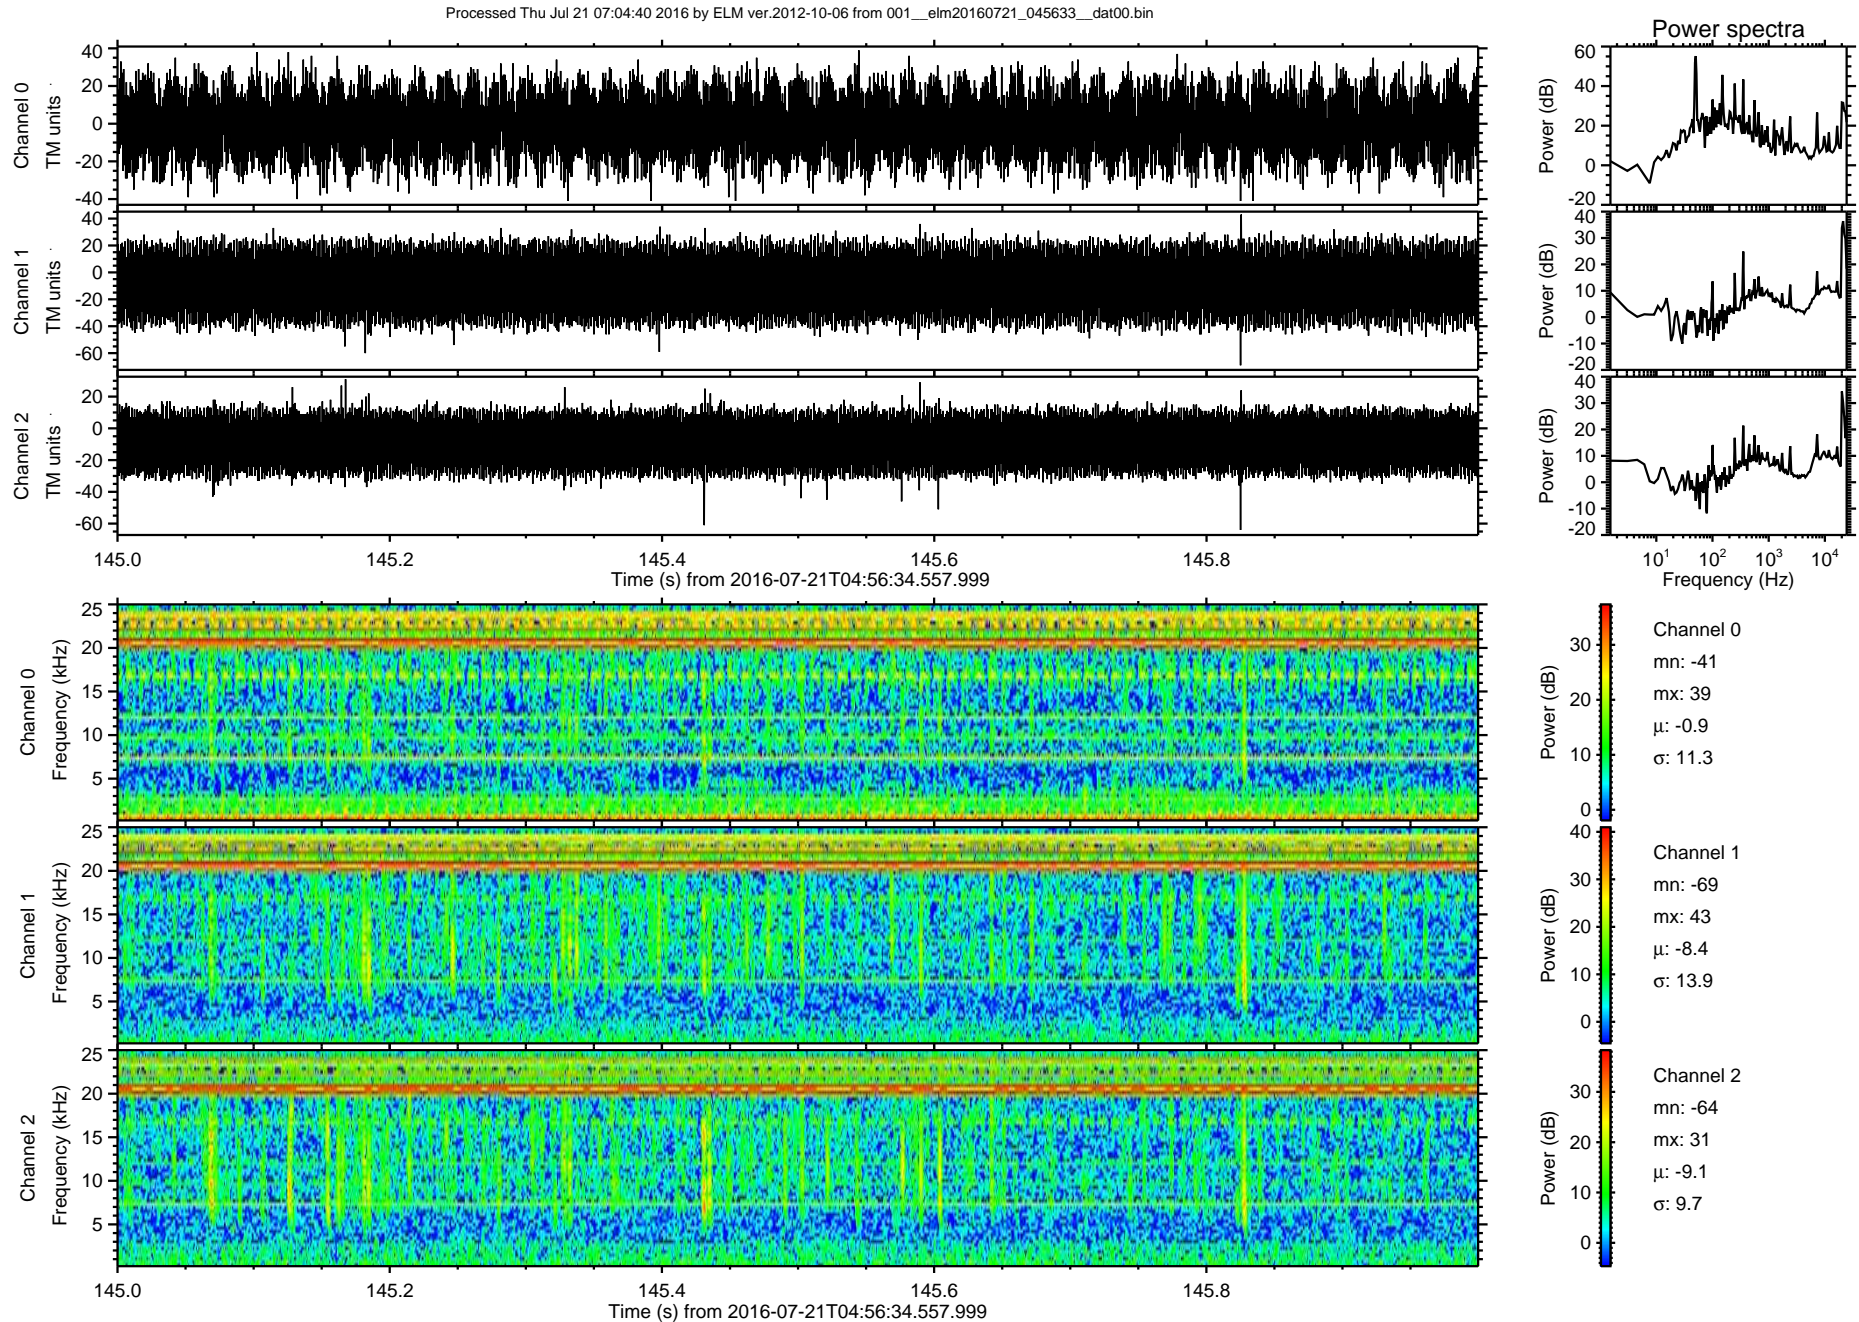 Processed Thu Jul 21 07:04:40 2016 by ELM ver.2012-10-06 from 001__elm20160721_045633__dat00.bin
Power spectra
Channel 0
TM units
40
20
0
-20
-40
Power (dB)
60
40
20
0
-20
Channel 1
TM units
40
20
0
-20
-40
-60
Power (dB)
40
30
20
10
0
-10
-20
Channel 2
TM units
20
0
-20
-40
-60
Power (dB)
40
30
20
10
0
-10
-20
145.0 145.2 145.4 145.6 145.8
Time (s) from 2016-07-21T04:56:34.557.999
10^1 10^2 10^3 10^4
Frequency (Hz)
Channel 0
Frequency (kHz)
25
20
15
10
5
Power (dB)
30
20
10
0
Channel 0
mn: -41
mx: 39
μ: -0.9
σ: 11.3
Channel 1
Frequency (kHz)
25
20
15
10
5
Power (dB)
40
30
20
10
0
Channel 1
mn: -69
mx: 43
μ: -8.4
σ: 13.9
Channel 2
Frequency (kHz)
25
20
15
10
5
Power (dB)
30
20
10
0
Channel 2
mn: -64
mx: 31
μ: -9.1
σ: 9.7
145.0 145.2 145.4 145.6 145.8
Time (s) from 2016-07-21T04:56:34.557.999